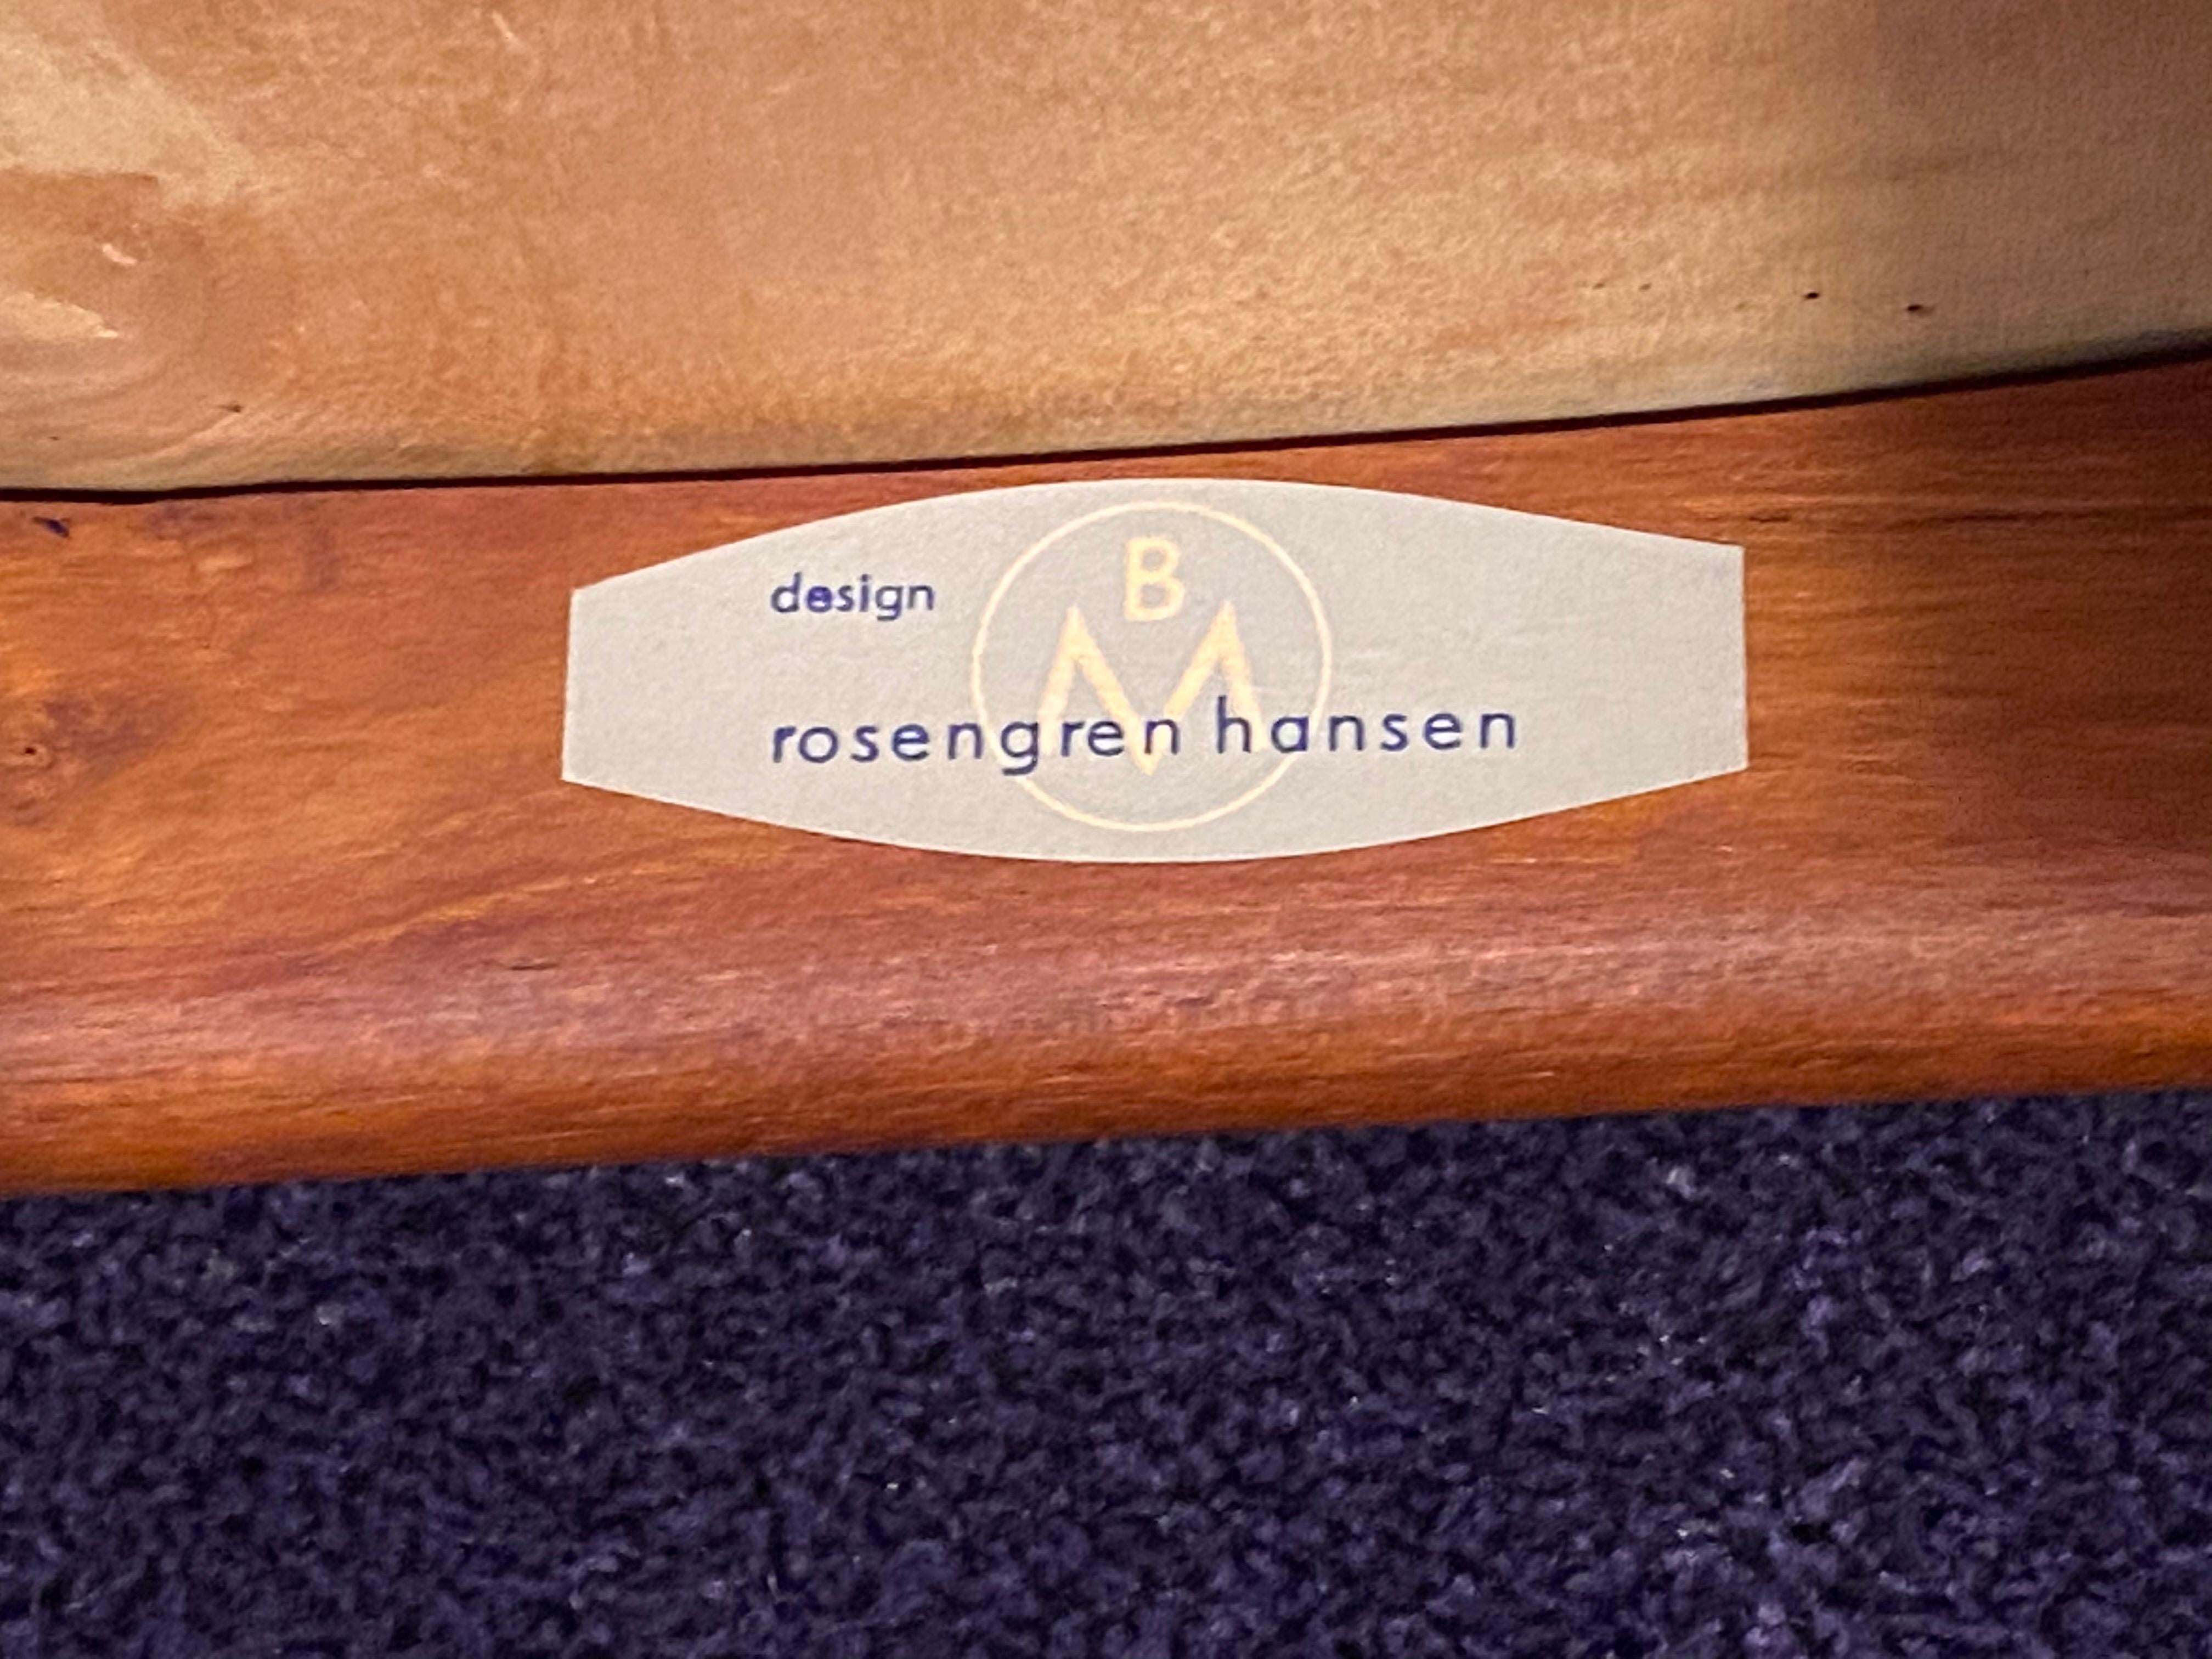 B
M
design
rosengren hansen